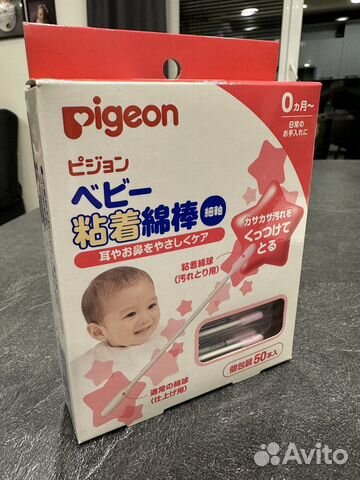 Pigeon
0ヵ月〜
日常の
お手入れに
ピジョン
ベビー
粘着綿棒
細軸
耳やお鼻をやさしくケア
カサカサ汚れを
くっつけて
とる
粘着綿球
(汚れとり用)
通常の綿球
(仕上げ用)
個包装50本入
Avito